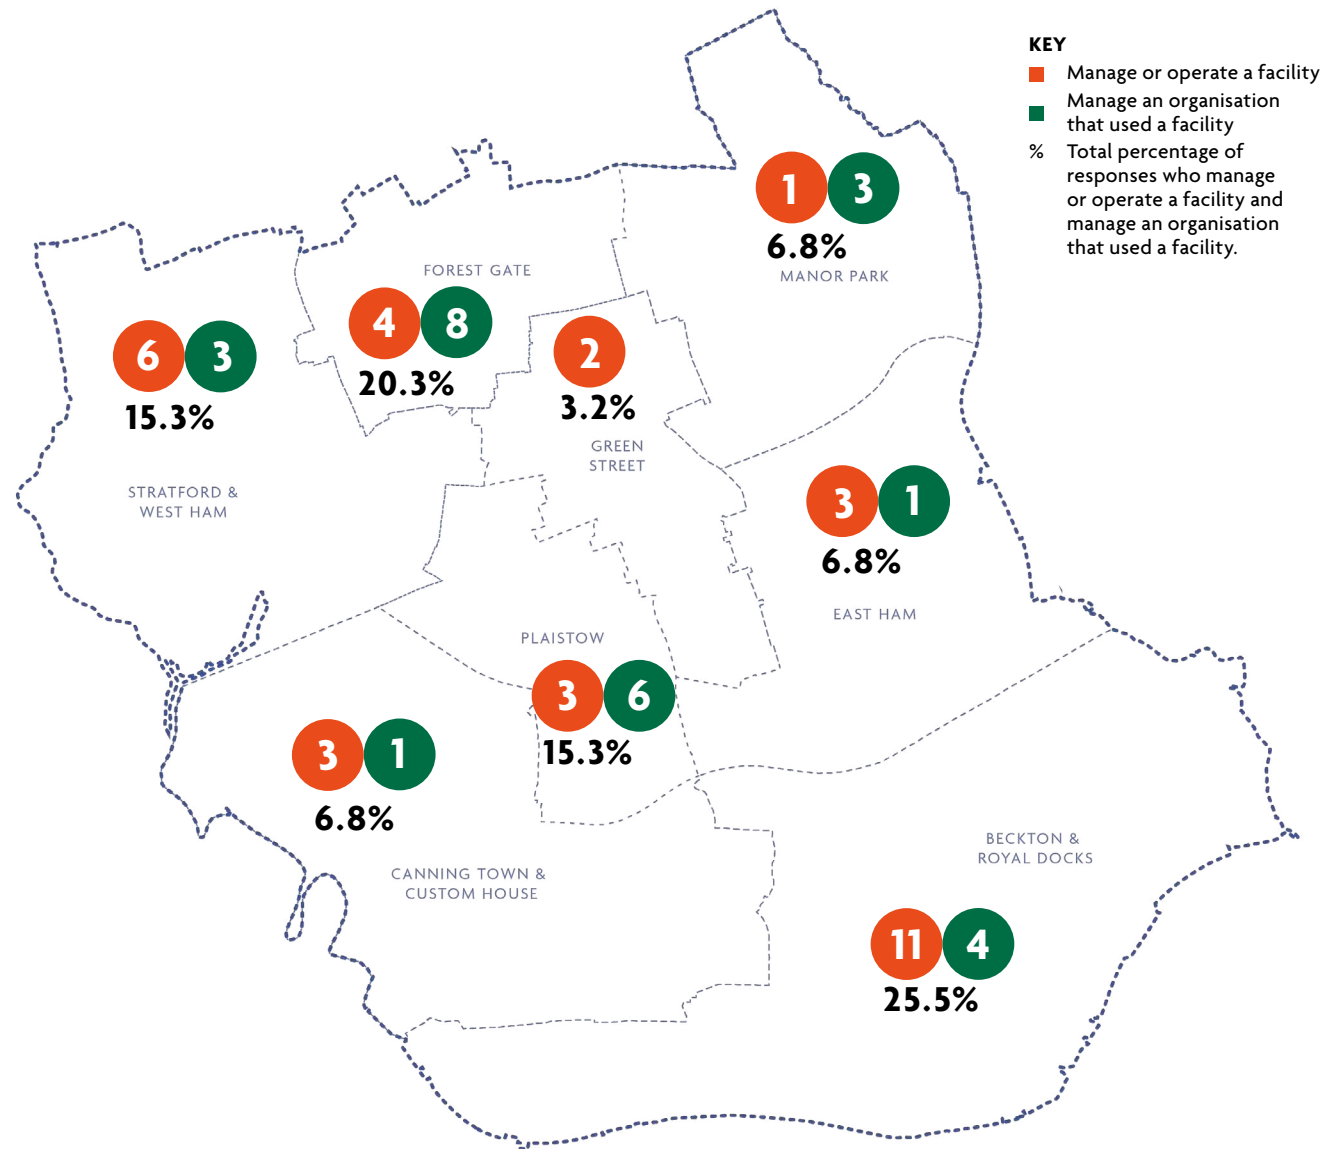 KEY
Manage or operate a facility
Manage an organisation
that used a facility
% Total percentage of
responses who manage
or operate a facility and
manage an organisation
that used a facility.
1 3
6.8%
MANOR PARK
FOREST GATE
4 8
20.3%
6 3
15.3%
STRATFORD &
WEST HAM
2
3.2%
GREEN
STREET
3 1
6.8%
EAST HAM
PLAISTOW
3 6
15.3%
3 1
6.8%
CANNING TOWN &
CUSTOM HOUSE
BECKTON &
ROYAL DOCKS
11 4
25.5%